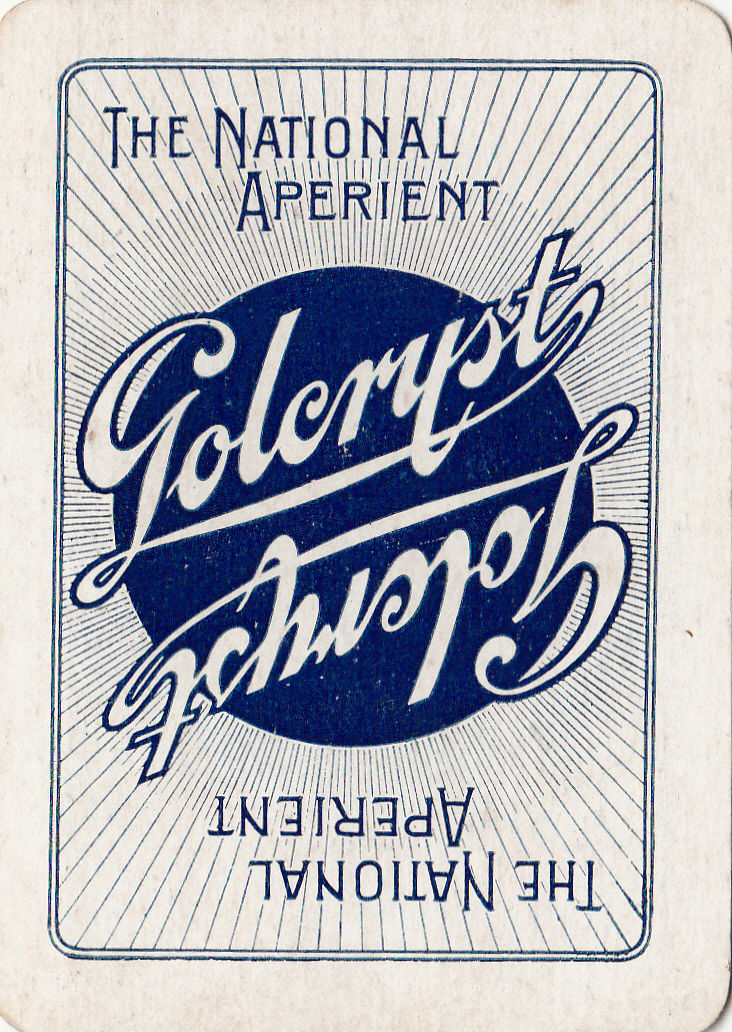 The National
Aperient
Golcryst
Golcryst
Aperient
The National